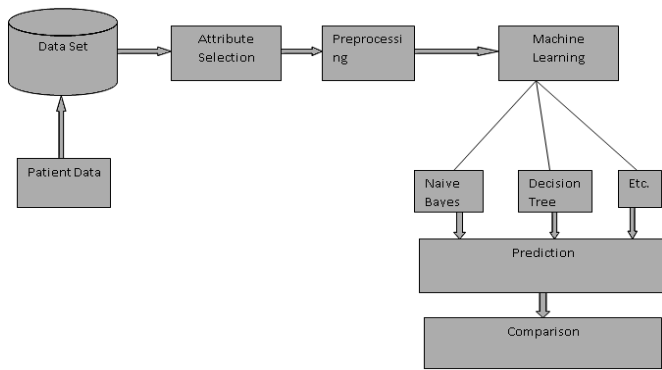 Data Set
Attribute
Selection
Preprocessi
ng
Machine
Learning
Patient Data
Naive
Bayes
Decision
Tree
Etc.
Prediction
Comparison